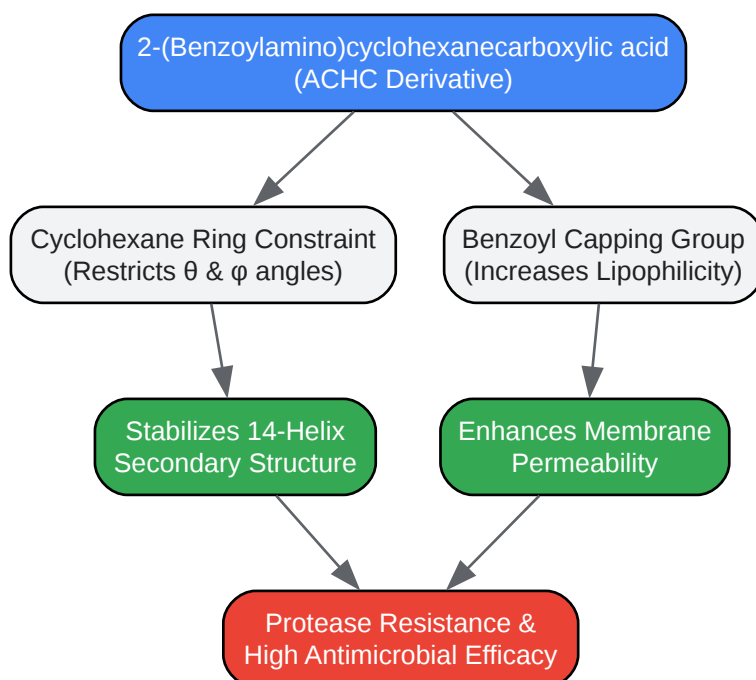 2-(Benzoylamino)cyclohexanecarboxylic acid
(ACHC Derivative)
Cyclohexane Ring Constraint
(Restricts θ & φ angles)
Benzoyl Capping Group
(Increases Lipophilicity)
Stabilizes 14-Helix
Secondary Structure
Enhances Membrane
Permeability
Protease Resistance &
High Antimicrobial Efficacy